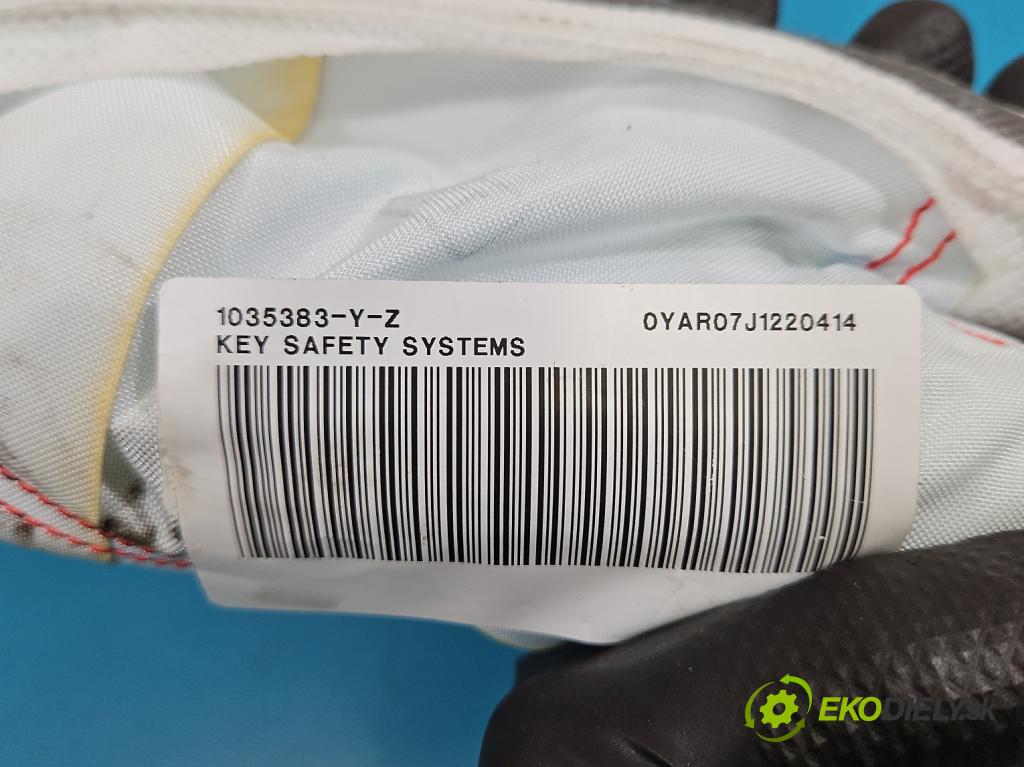 1035383-Y-Z
0YAR07J1220414
KEY SAFETY SYSTEMS
EKODIELY.SK